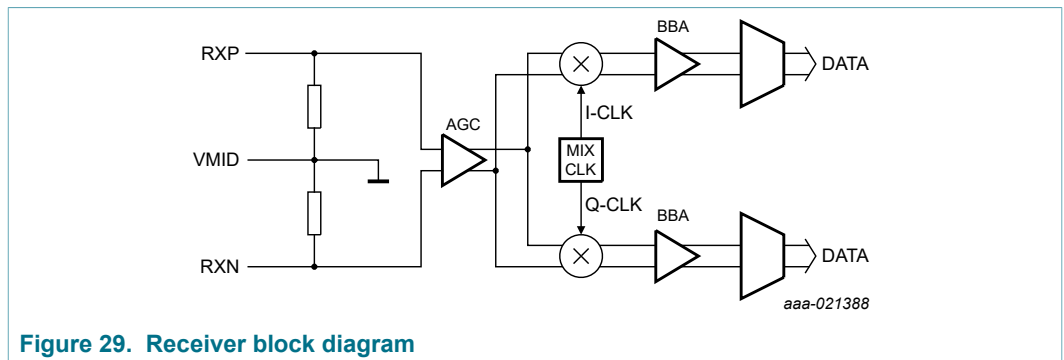 RXP
VMID
RXN
AGC
BBA
DATA
I-CLK
MIX
CLK
Q-CLK
BBA
DATA
aaa-021388
Figure 29. Receiver block diagram